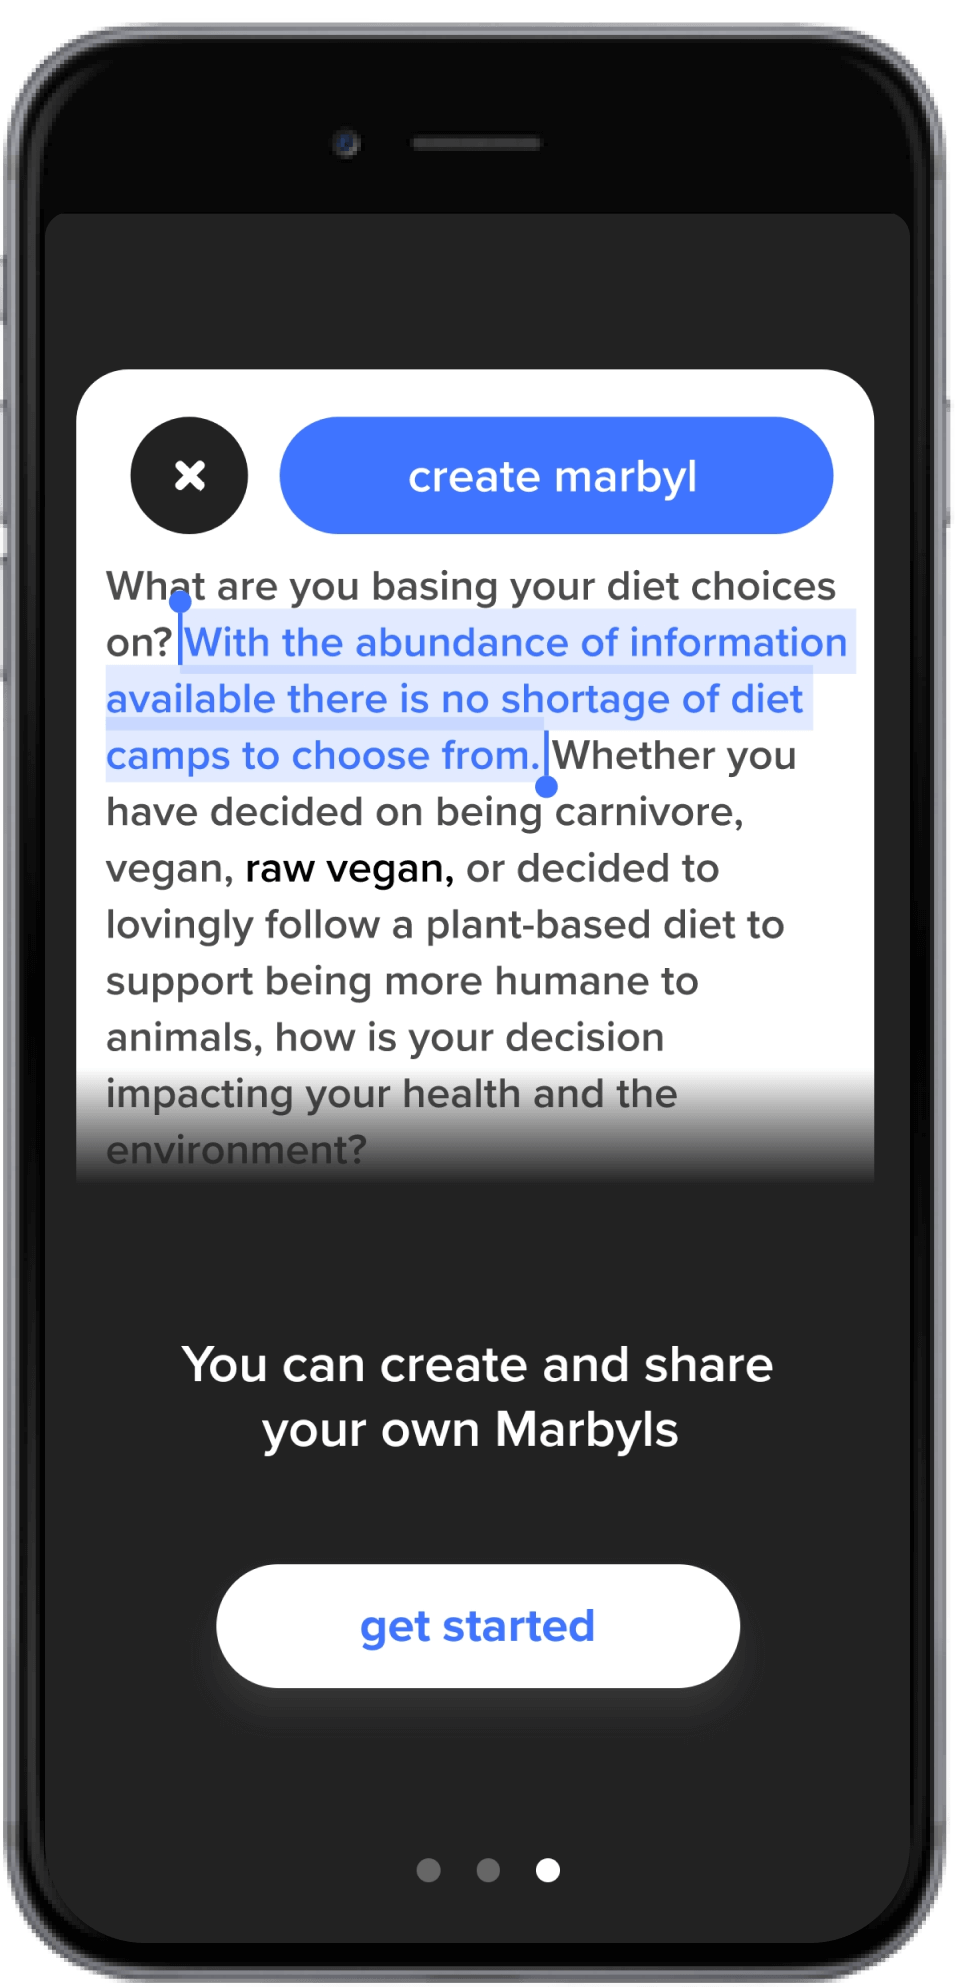 create marbyl
What are you basing your diet choices
on? With the abundance of information
available there is no shortage of diet
camps to choose from. Whether you
have decided on being carnivore,
vegan, raw vegan, or decided to
lovingly follow a plant-based diet to
support being more humane to
animals, how is your decision
impacting your health and the
environment?
You can create and share
your own Marbyls
get started